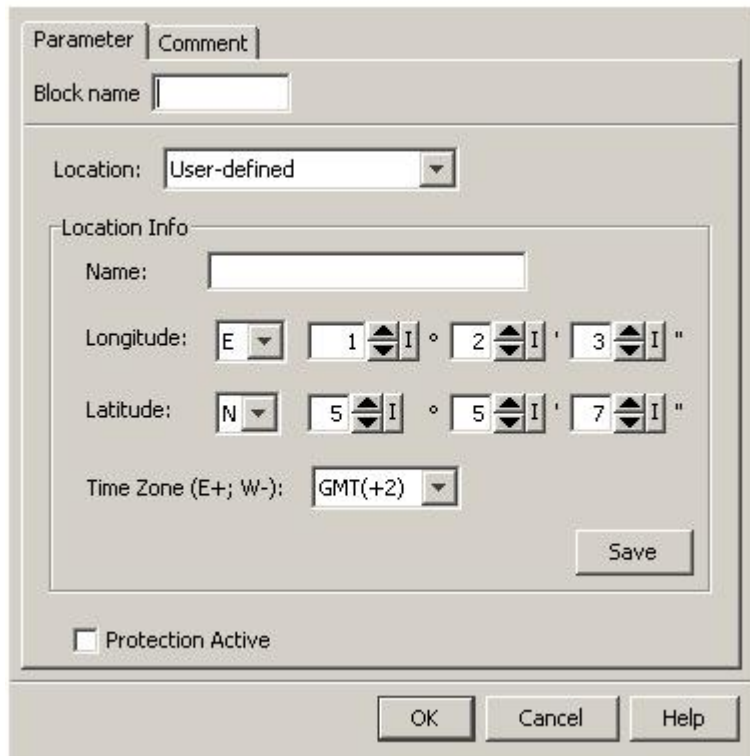 Parameter Comment
Block name
Location: User-defined
Location Info
Name:
Longitude: E 1 I ° 2 I ' 3 I "
Latitude: N 5 I ° 5 I ' 7 I "
Time Zone (E+; W-): GMT(+2)
Save
Protection Active
OK Cancel Help